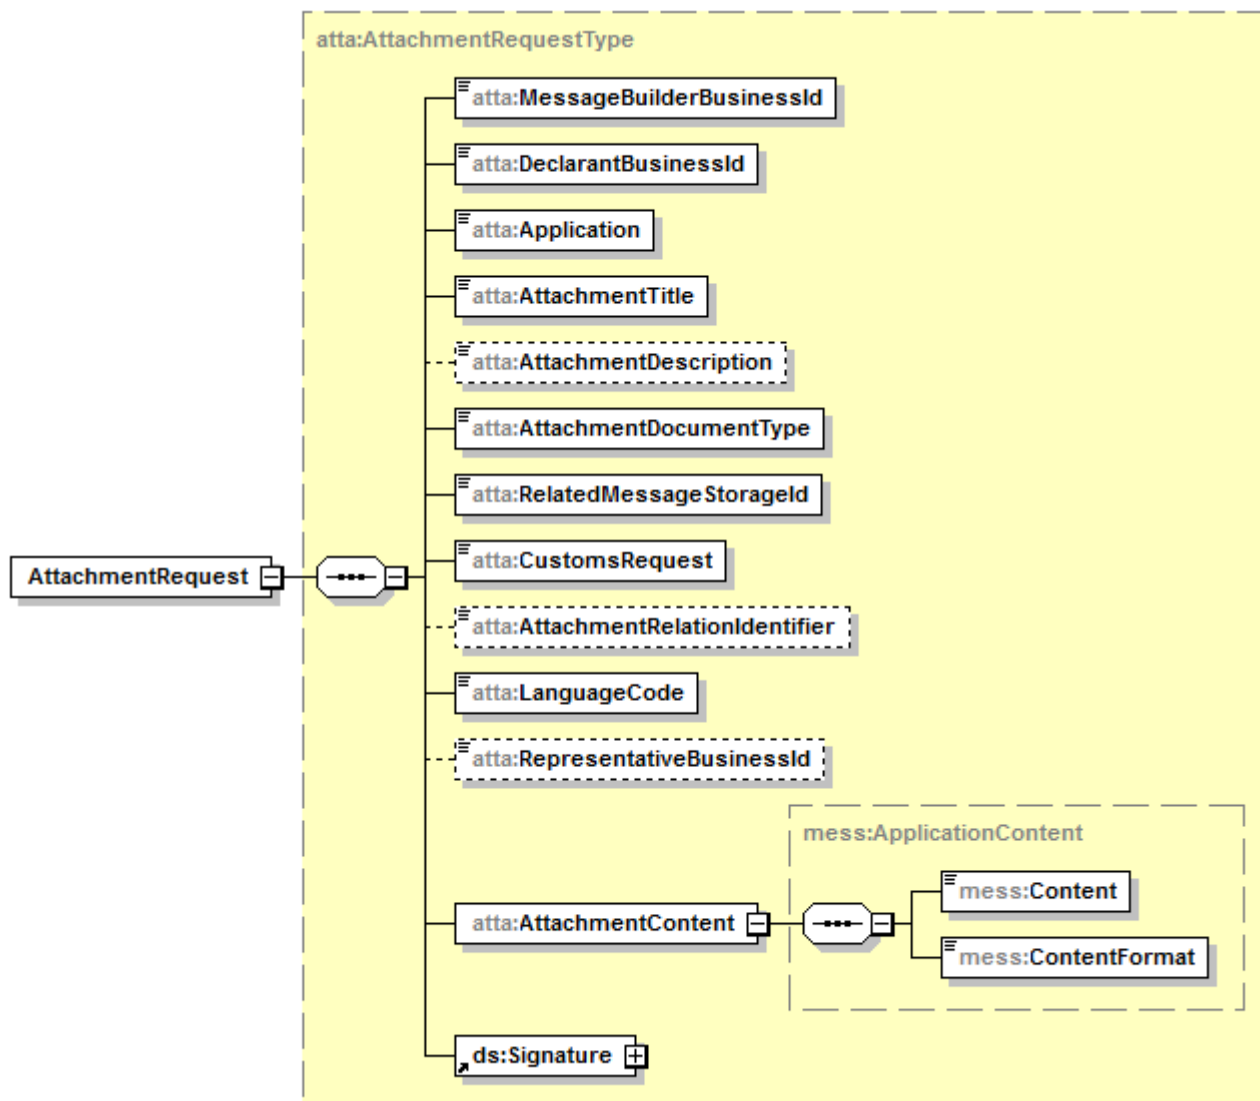 atta:AttachmentRequestType
atta:MessageBuilderBusinessId
atta:DeclarantBusinessId
atta:Application
atta:AttachmentTitle
atta:AttachmentDescription
atta:AttachmentDocumentType
atta:RelatedMessageStorageId
atta:CustomsRequest
AttachmentRequest
atta:AttachmentRelationIdentifier
atta:LanguageCode
atta:RepresentativeBusinessId
mess:ApplicationContent
mess:Content
atta:AttachmentContent
mess:ContentFormat
ds:Signature